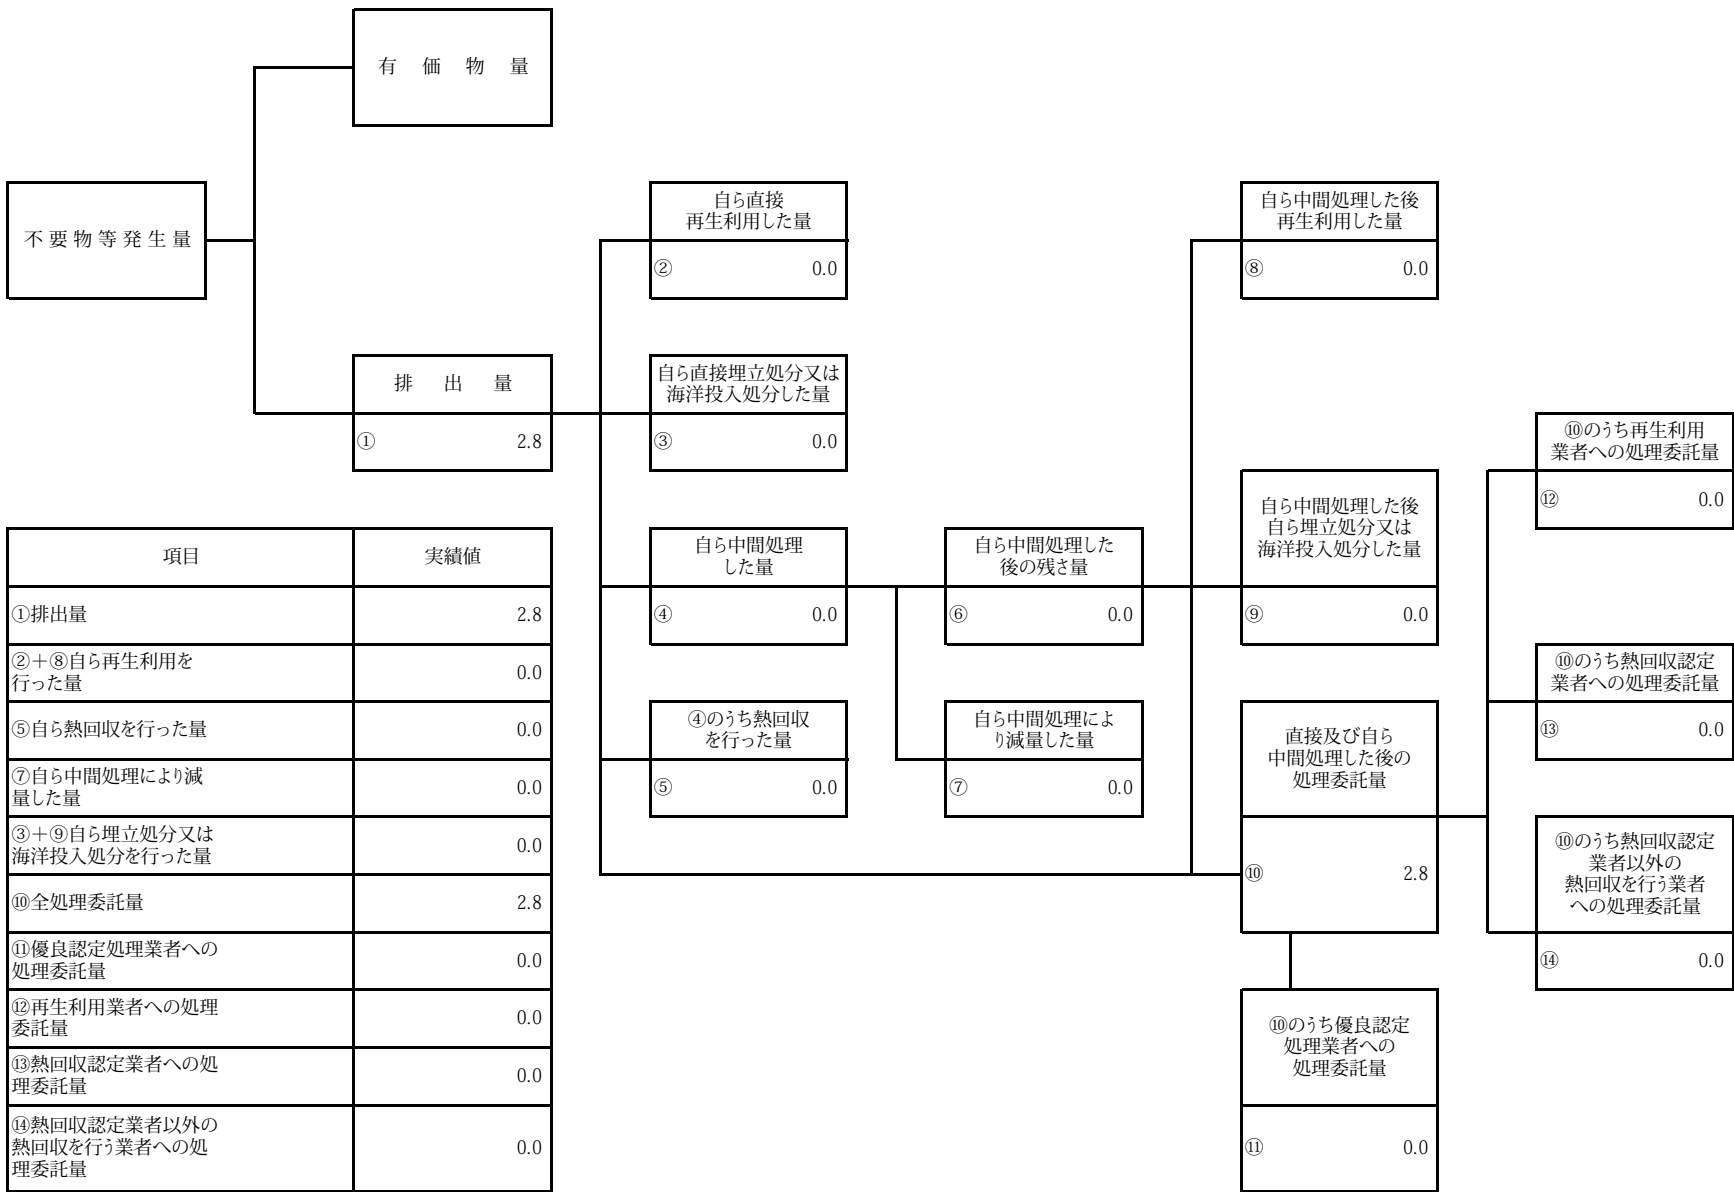 有価物量
不要物等発生量
自ら直接
再生利用した量
② 0.0
自ら中間処理した後
再生利用した量
⑧ 0.0
排出量
① 2.8
自ら直接埋立処分又は
海洋投入処分した量
③ 0.0
⑩のうち再生利用
業者への処理委託量
⑫ 0.0
自ら中間処理した後
自ら埋立処分又は
海洋投入処分した量
⑨ 0.0
自ら中間処理
した量
④ 0.0
自ら中間処理した
後の残さ量
⑥ 0.0
⑩のうち熱回収認定
業者への処理委託量
⑬ 0.0
④のうち熱回収
を行った量
⑤ 0.0
自ら中間処理によ
り減量した量
⑦ 0.0
直接及び自ら
中間処理した後の
処理委託量
⑩ 2.8
⑩のうち熱回収認定
業者以外の
熱回収を行う業者
への処理委託量
⑭ 0.0
⑩のうち優良認定
処理業者への
処理委託量
⑪ 0.0
項目 実績値
①排出量 2.8
②＋⑧自ら再生利用を
行った量 0.0
⑤自ら熱回収を行った量 0.0
⑦自ら中間処理により減
量した量 0.0
③＋⑨自ら埋立処分又は
海洋投入処分を行った量 0.0
⑩全処理委託量 2.8
⑪優良認定処理業者への
処理委託量 0.0
⑫再生利用業者への処理
委託量 0.0
⑬熱回収認定業者への処
理委託量 0.0
⑭熱回収認定業者以外の
熱回収を行う業者への処
理委託量 0.0